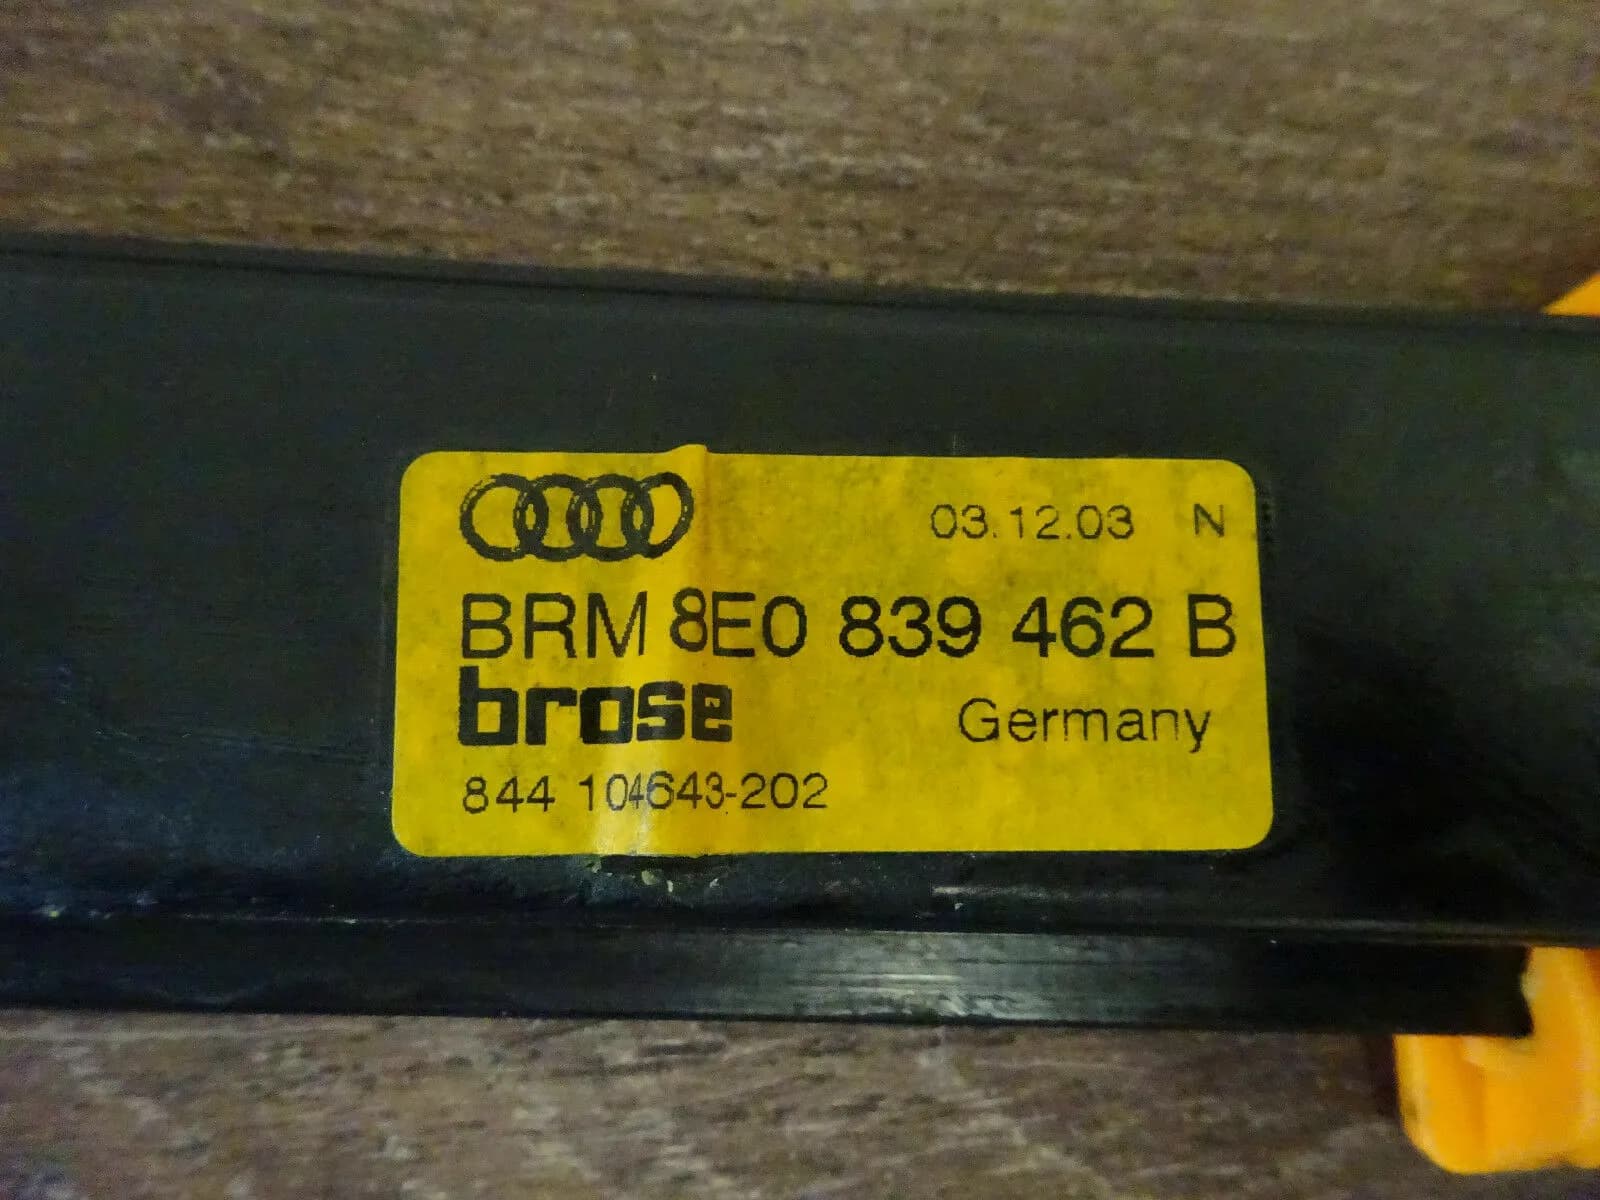 03.12.03 N
BRM 8E0 839 462 B
brose Germany
844 104643-202